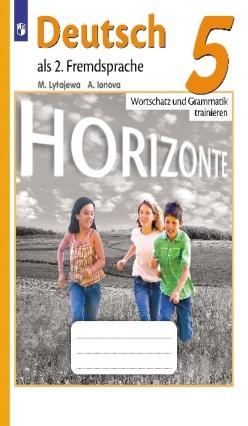 Deutsch 5
als 2. Fremdsprache
M. Lytajewa A. Ionova
Wortschatz und Grammatik
trainieren
HORIZONTE